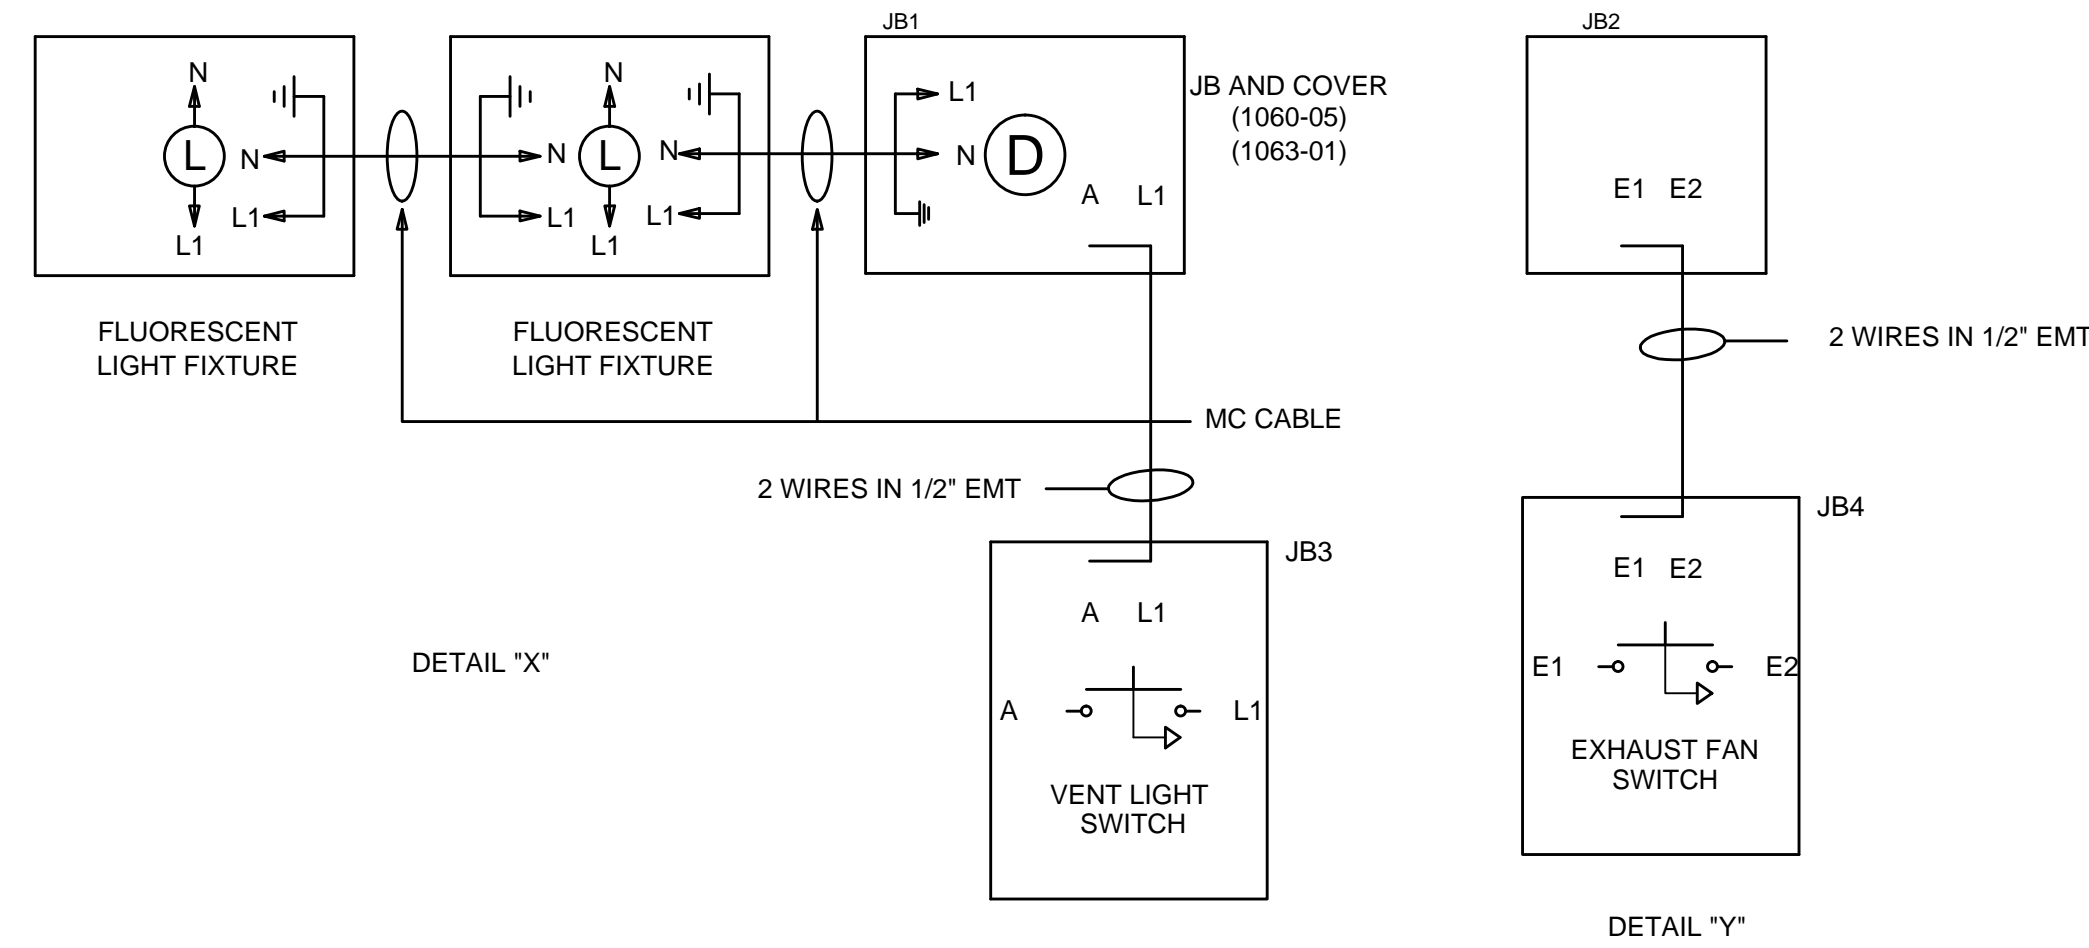 JB1
JB2
N
N
L1
JB AND COVER
(1060-05)
(1063-01)
L
N
N
L
N
N
D
L1
L1
L1
L1
L1
A L1
E1 E2
FLUORESCENT
LIGHT FIXTURE
FLUORESCENT
LIGHT FIXTURE
2 WIRES IN 1/2" EMT
MC CABLE
2 WIRES IN 1/2" EMT
JB4
JB3
E1 E2
A L1
DETAIL "X"
E1 E2
A L1
EXHAUST FAN
SWITCH
VENT LIGHT
SWITCH
DETAIL "Y"